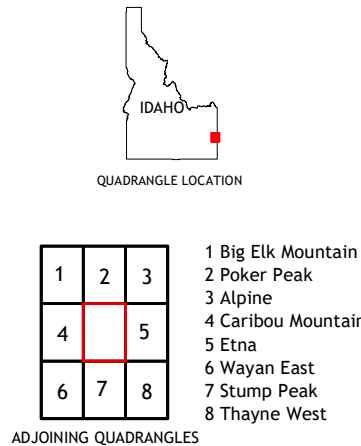 IDAHO
QUADRANGLE LOCATION
1 2 3
4 5
6 7 8
1 Big Elk Mountain
2 Poker Peak
3 Alpine
4 Caribou Mountain
5 Etna
6 Wayan East
7 Stump Peak
8 Thayne West
ADJOINING QUADRANGLES